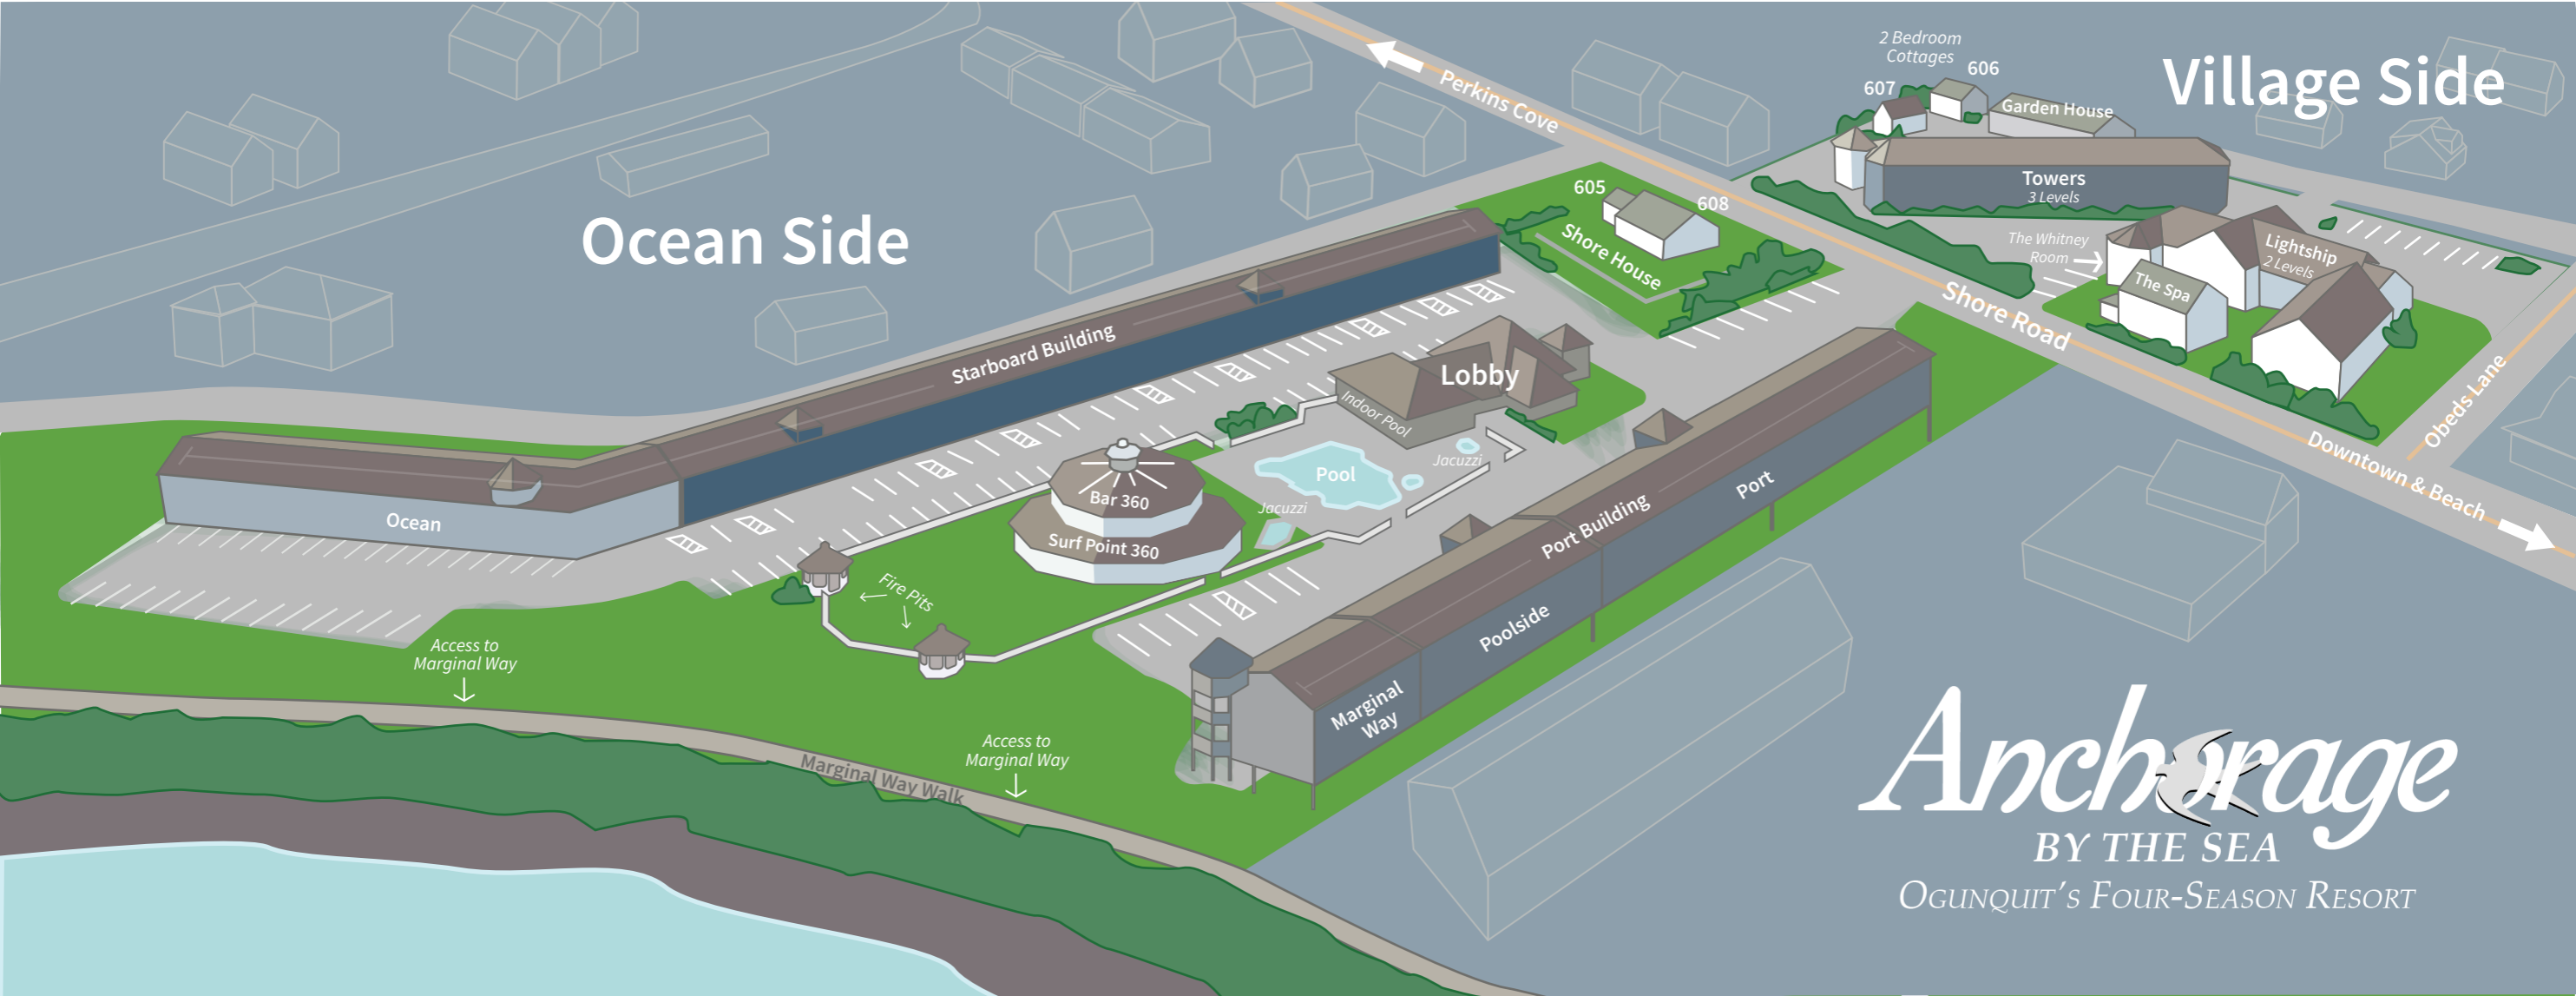 2 Bedroom
Cottages
606
607
Garden House
Village Side
Perkins Cove
Towers
3 Levels
605
608
Shore House
Ocean Side
The Whitney
Room
Lightship
2 Levels
The Spa
Shore Road
Obeds Lane
Downtown & Beach
Starboard Building
Lobby
Indoor Pool
Jacuzzi
Pool
Jacuzzi
Bar 360
Surf Point 360
Ocean
Port
Port Building
Poolside
Marginal
Way
Fire Pits
Access to
Marginal Way
Access to
Marginal Way
Marginal Way Walk
Anchorage
BY THE SEA
OGUNQUIT'S FOUR-SEASON RESORT